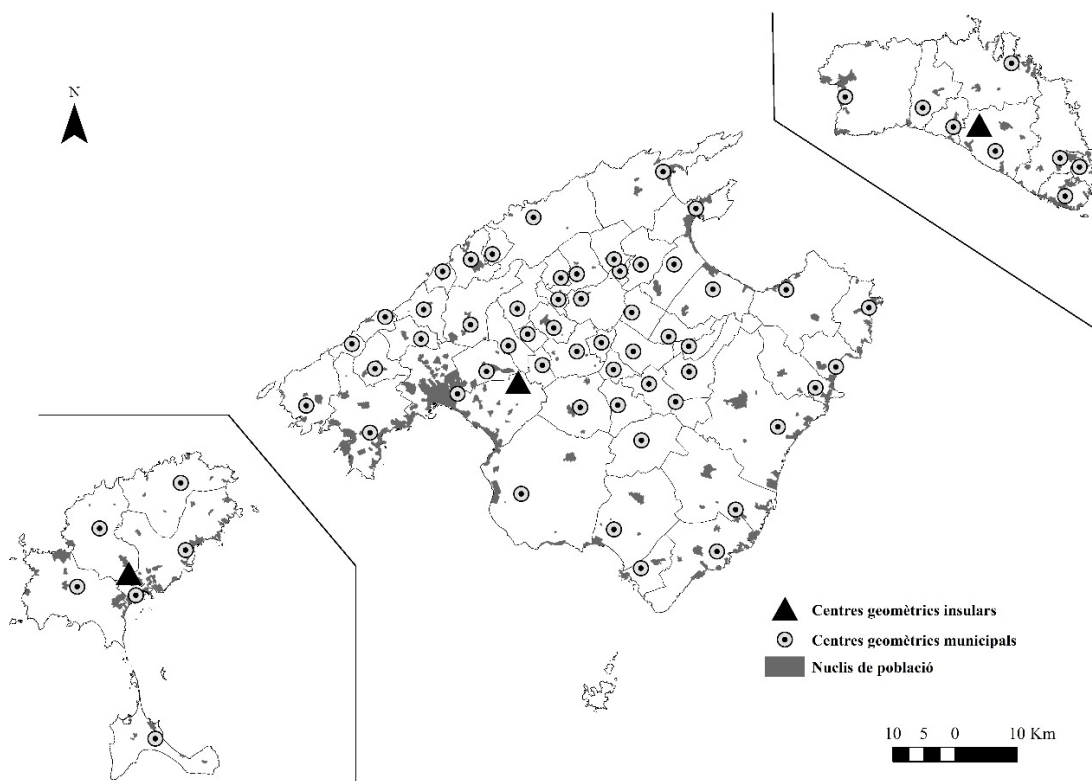 N
Centres geomètrics insulars
Centres geomètrics municipals
Nuclis de població
10 5 0 10 Km